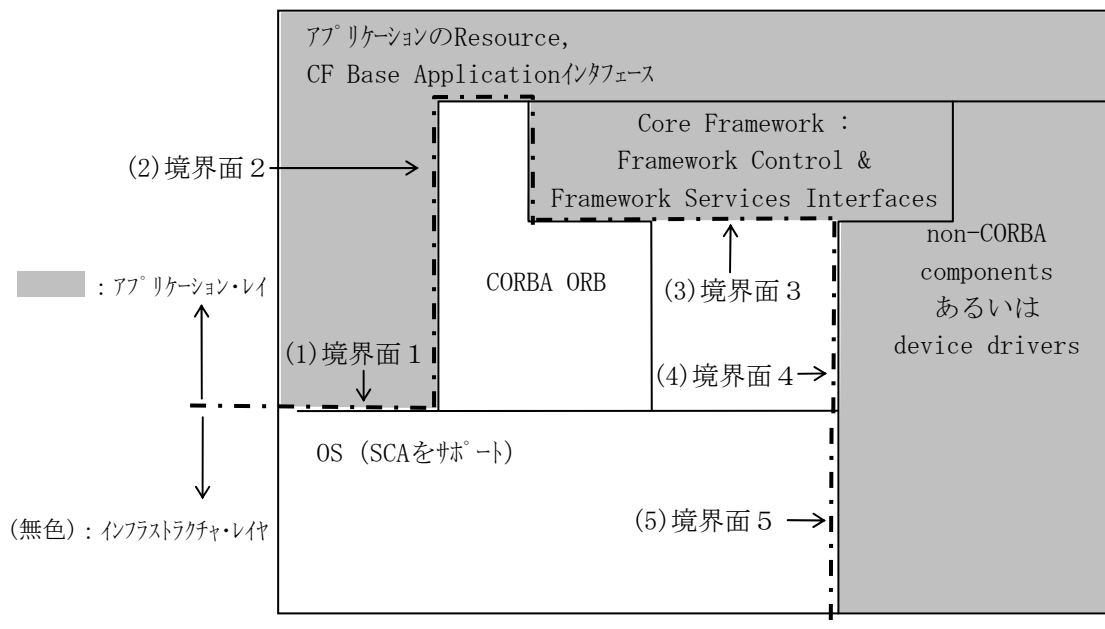 ｱﾌﾟﾘｹｰｼｮﾝのResource,
CF Base Applicationｲﾝﾀﾌｪｰｽ
Core Framework：
Framework Control &
Framework Services Interfaces
(2)境界面２
non-CORBA
components
あるいは
device drivers
：ｱﾌﾟﾘｹｰｼｮﾝ・ﾚｲ
CORBA ORB
(3)境界面３
(1)境界面１
(4)境界面４
OS (SCAをｻﾎﾟｰﾄ)
(無色)：ｲﾝﾌﾗｽﾄﾗｸﾁｬ・ﾚｲﾔ
(5)境界面５